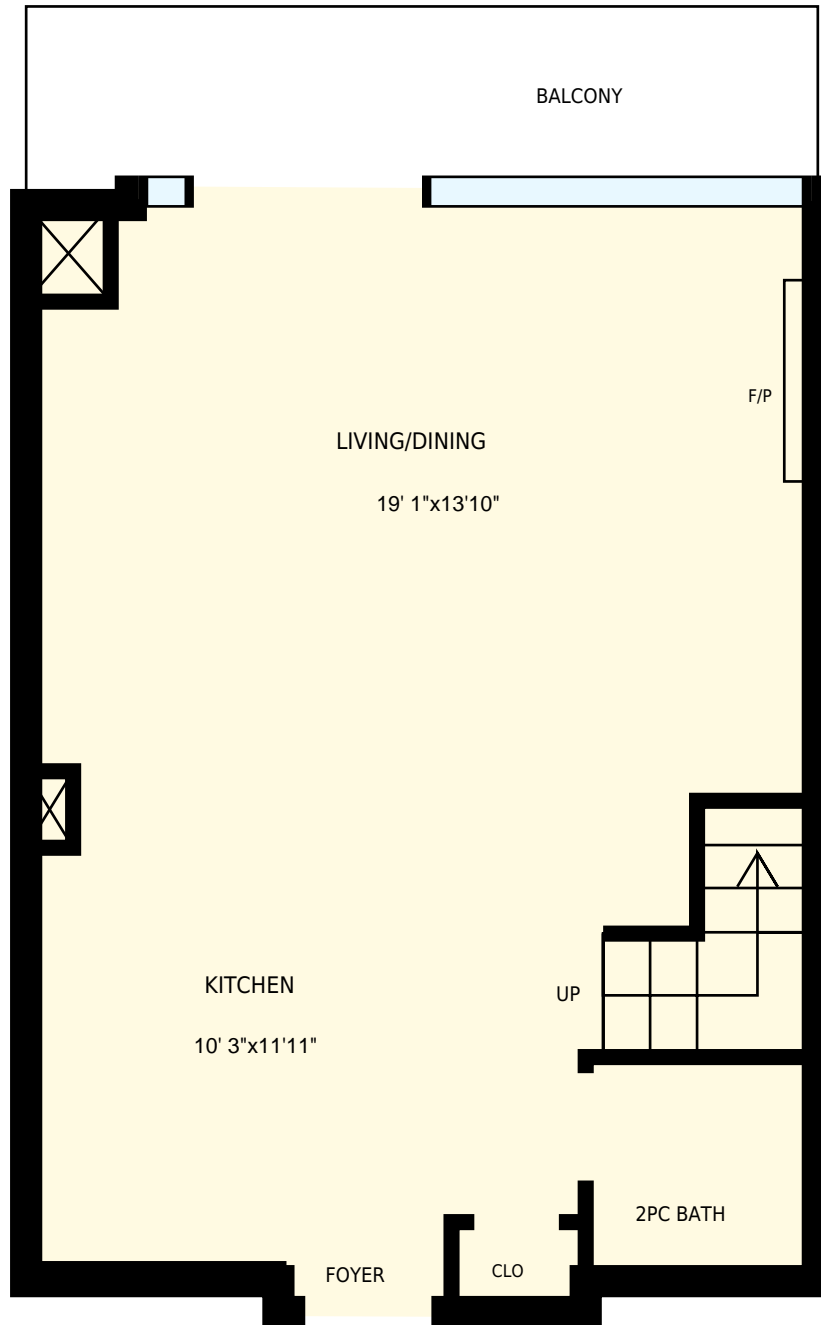 BALCONY
F/P
LIVING/DINING
19' 1"x13'10"
KITCHEN
UP
10' 3"x11'11"
2PC BATH
FOYER
CLO